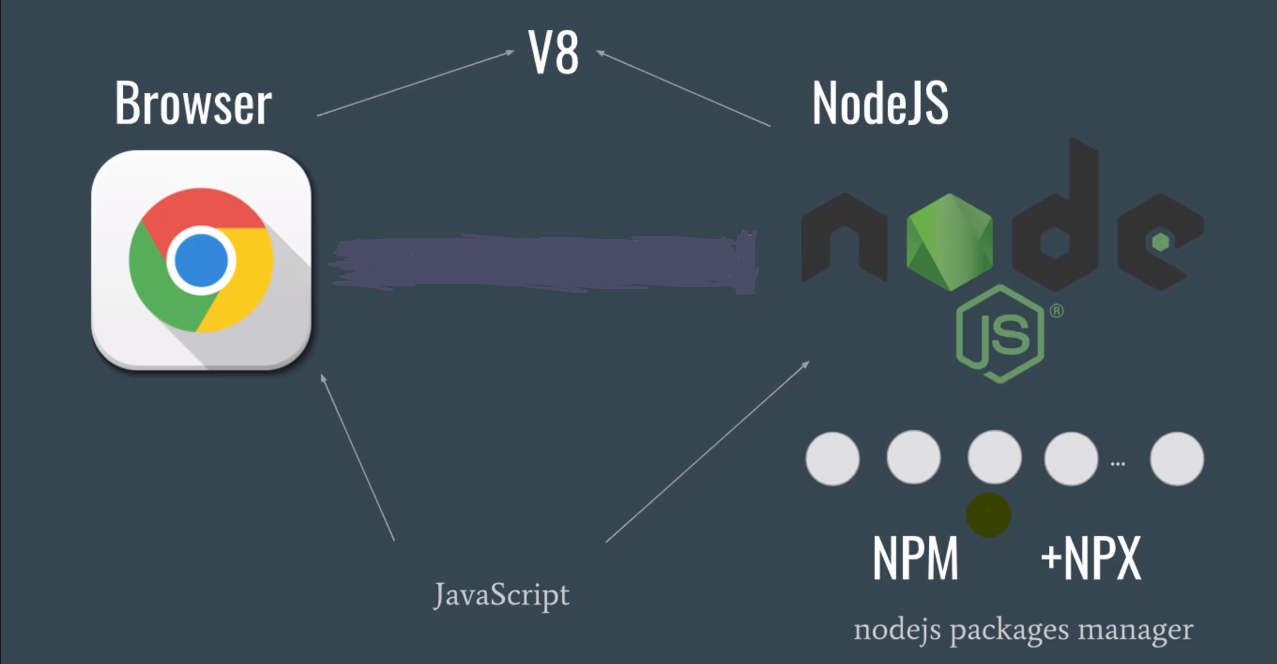 V8
Browser
NodeJS
node
JS ®
...
NPM +NPX
JavaScript
nodejs packages manager